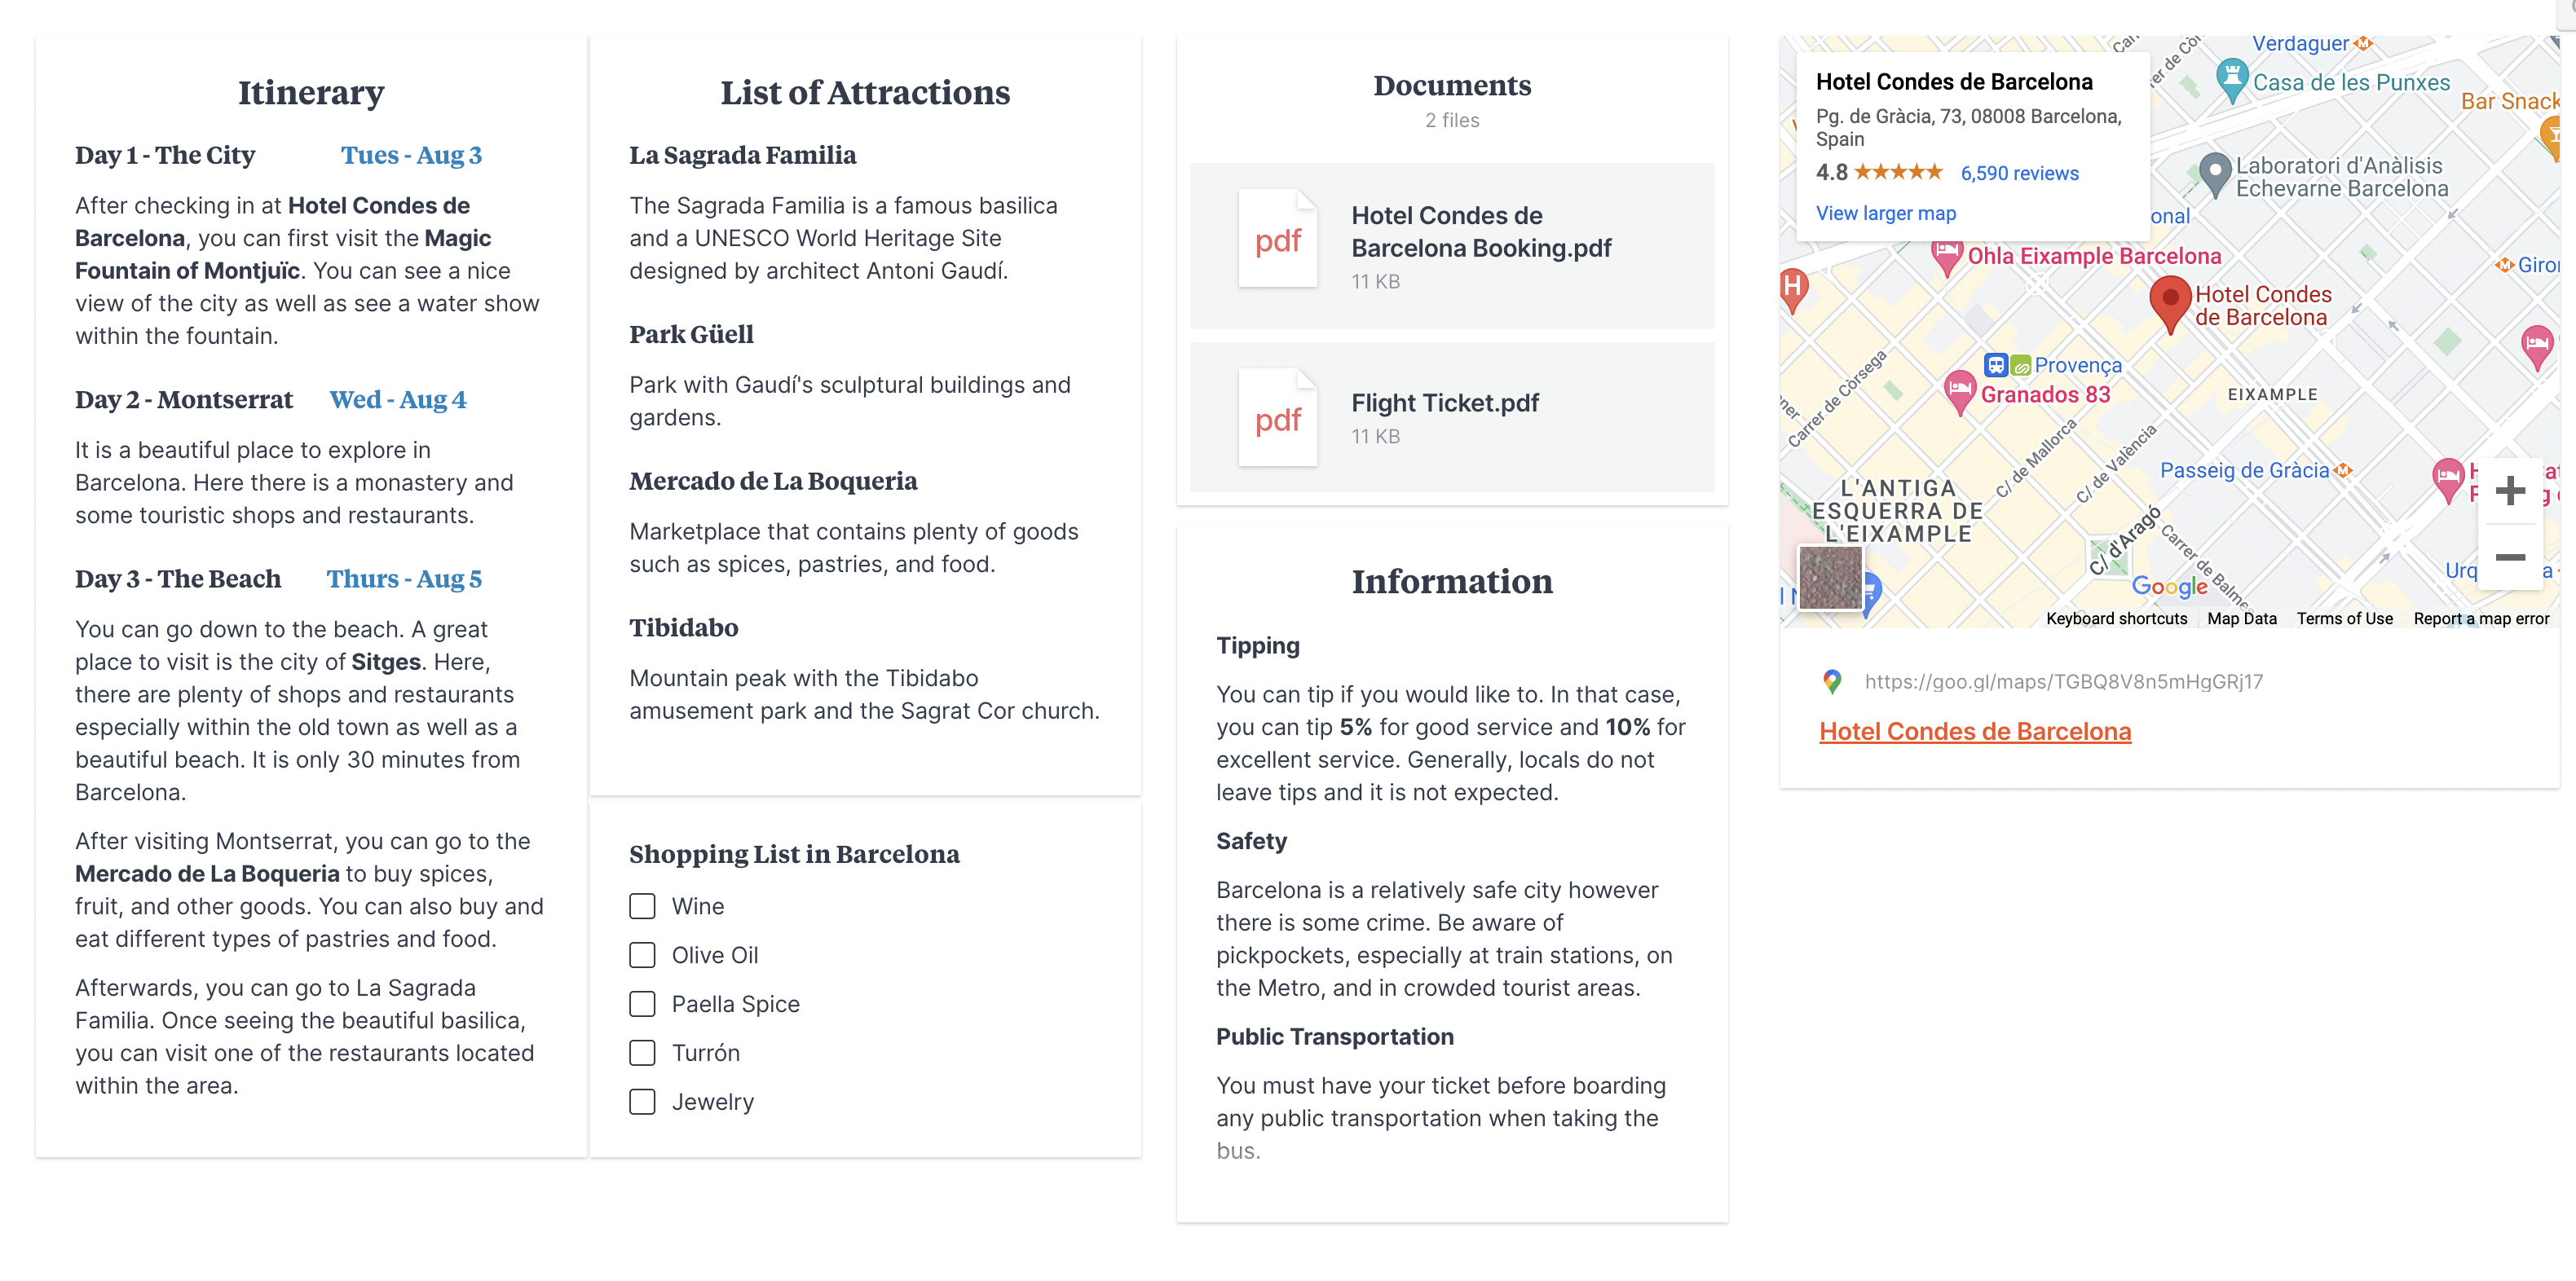 Itinerary
Day 1 - The City Tues - Aug 3
After checking in at Hotel Condes de
Barcelona, you can first visit the Magic
Fountain of Montjuïc. You can see a nice
view of the city as well as see a water show
within the fountain.
Day 2 - Montserrat Wed - Aug 4
It is a beautiful place to explore in
Barcelona. Here there is a monastery and
some touristic shops and restaurants.
Day 3 - The Beach Thurs - Aug 5
You can go down to the beach. A great
place to visit is the city of Sitges. Here,
there are plenty of shops and restaurants
especially within the old town as well as a
beautiful beach. It is only 30 minutes from
Barcelona.
After visiting Montserrat, you can go to the
Mercado de La Boqueria to buy spices,
fruit, and other goods. You can also buy and
eat different types of pastries and food.
Afterwards, you can go to La Sagrada
Familia. Once seeing the beautiful basilica,
you can visit one of the restaurants located
within the area.
List of Attractions
La Sagrada Familia
The Sagrada Familia is a famous basilica
and a UNESCO World Heritage Site
designed by architect Antoni Gaudí.
Park Güell
Park with Gaudí's sculptural buildings and
gardens.
Mercado de La Boqueria
Marketplace that contains plenty of goods
such as spices, pastries, and food.
Tibidabo
Mountain peak with the Tibidabo
amusement park and the Sagrat Cor church.
Shopping List in Barcelona
Wine
Olive Oil
Paella Spice
Turrón
Jewelry
Documents
2 files
pdf
Hotel Condes de
Barcelona Booking.pdf
11 KB
pdf
Flight Ticket.pdf
11 KB
Information
Tipping
You can tip if you would like to. In that case,
you can tip 5% for good service and 10% for
excellent service. Generally, locals do not
leave tips and it is not expected.
Safety
Barcelona is a relatively safe city however
there is some crime. Be aware of
pickpockets, especially at train stations, on
the Metro, and in crowded tourist areas.
Public Transportation
You must have your ticket before boarding
any public transportation when taking the
bus.
Hotel Condes de Barcelona
Pg. de Gràcia, 73, 08008 Barcelona,
Spain
4.8 6,590 reviews
View larger map
Verdaguer
Casa de les Punxes
Bar Snack
Laboratori d'Anàlisis
Echevarne Barcelona
onal
Ohla Eixample Barcelona
Giro
H
Hotel Condes
de Barcelona
Provença
Granados 83
EIXAMPLE
Carrer de Còrsega
C/ de Mallorca
C/ de València
Passeig de Gràcia
L'ANTIGA
ESQUERRA DE
L'EIXAMPLE
C/ d'Aragó
Carrer de Balme
Urq
Google
Keyboard shortcuts Map Data Terms of Use Report a map error
https://goo.gl/maps/TGBQ8V8n5mHgGRj17
Hotel Condes de Barcelona